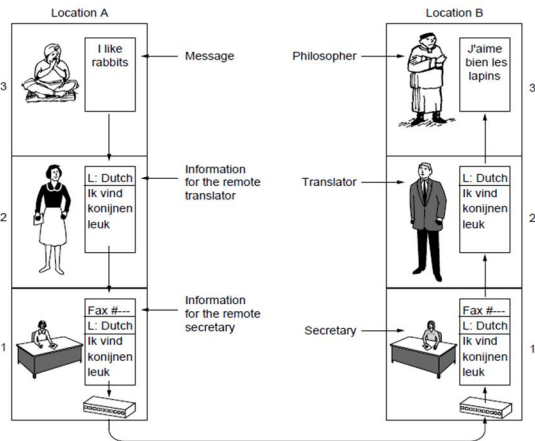 Location A
Location B
I like
rabbits
Message
Philosopher
J'aime
bien les
lapins
3
3
L: Dutch
Ik vind
konijnen
leuk
Information
for the remote
translator
Translator
L: Dutch
Ik vind
konijnen
leuk
2
2
Fax #---
L: Dutch
Ik vind
konijnen
leuk
Information
for the remote
secretary
Secretary
Fax #---
L: Dutch
Ik vind
konijnen
leuk
1
1